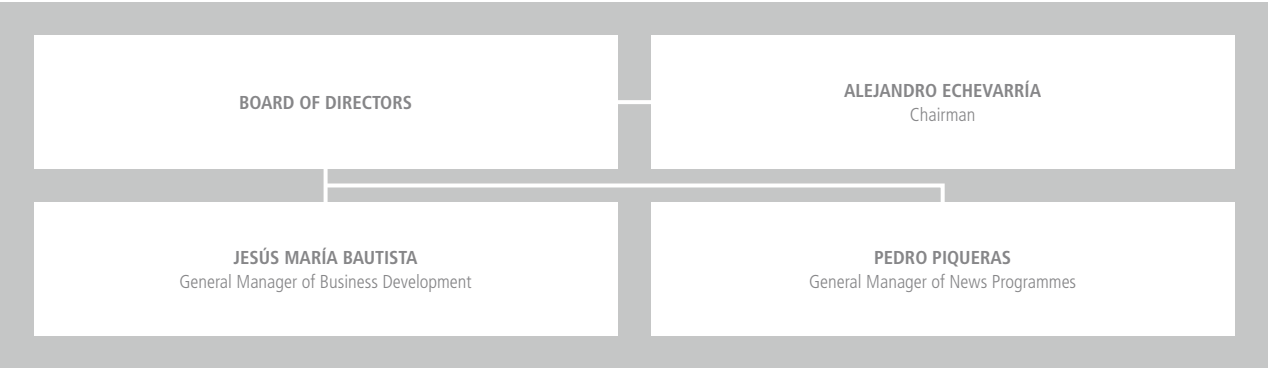 BOARD OF DIRECTORS
ALEJANDRO ECHEVARRÍA
Chairman
JESÚS MARÍA BAUTISTA
General Manager of Business Development
PEDRO PIQUERAS
General Manager of News Programmes